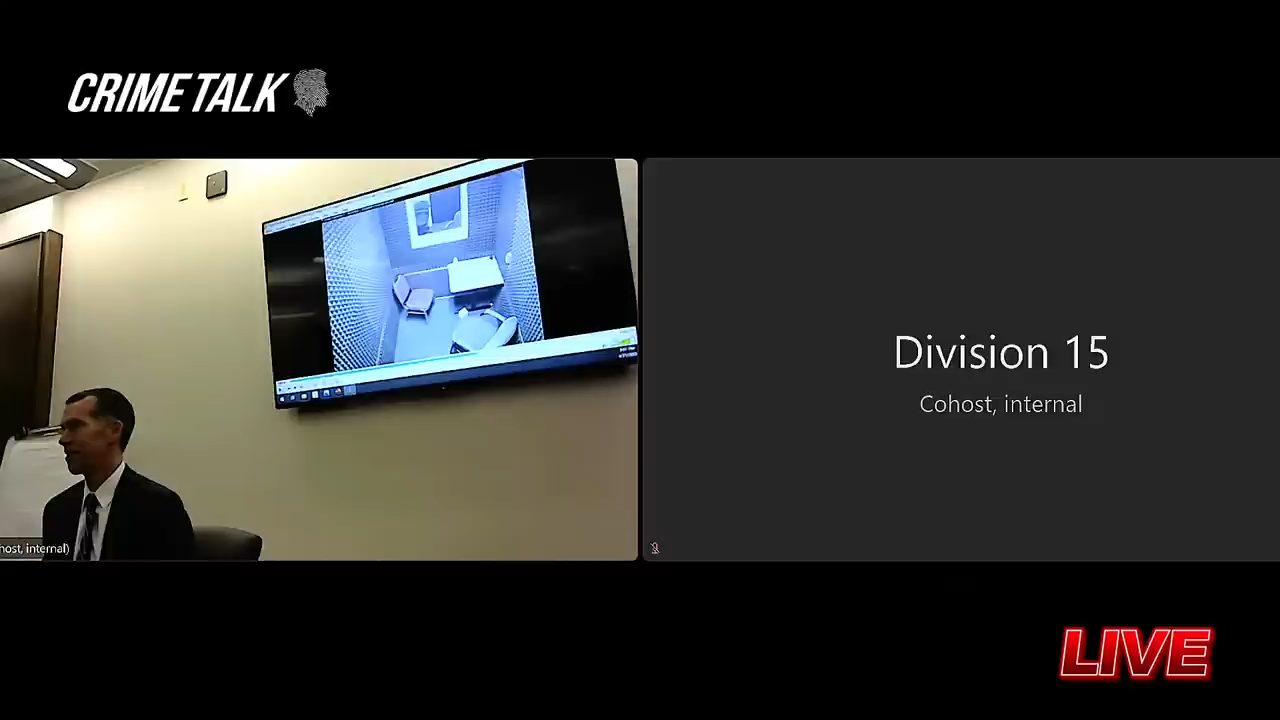 CRIME TALK
Division 15
Cohost, internal
host, internal)
LIVE